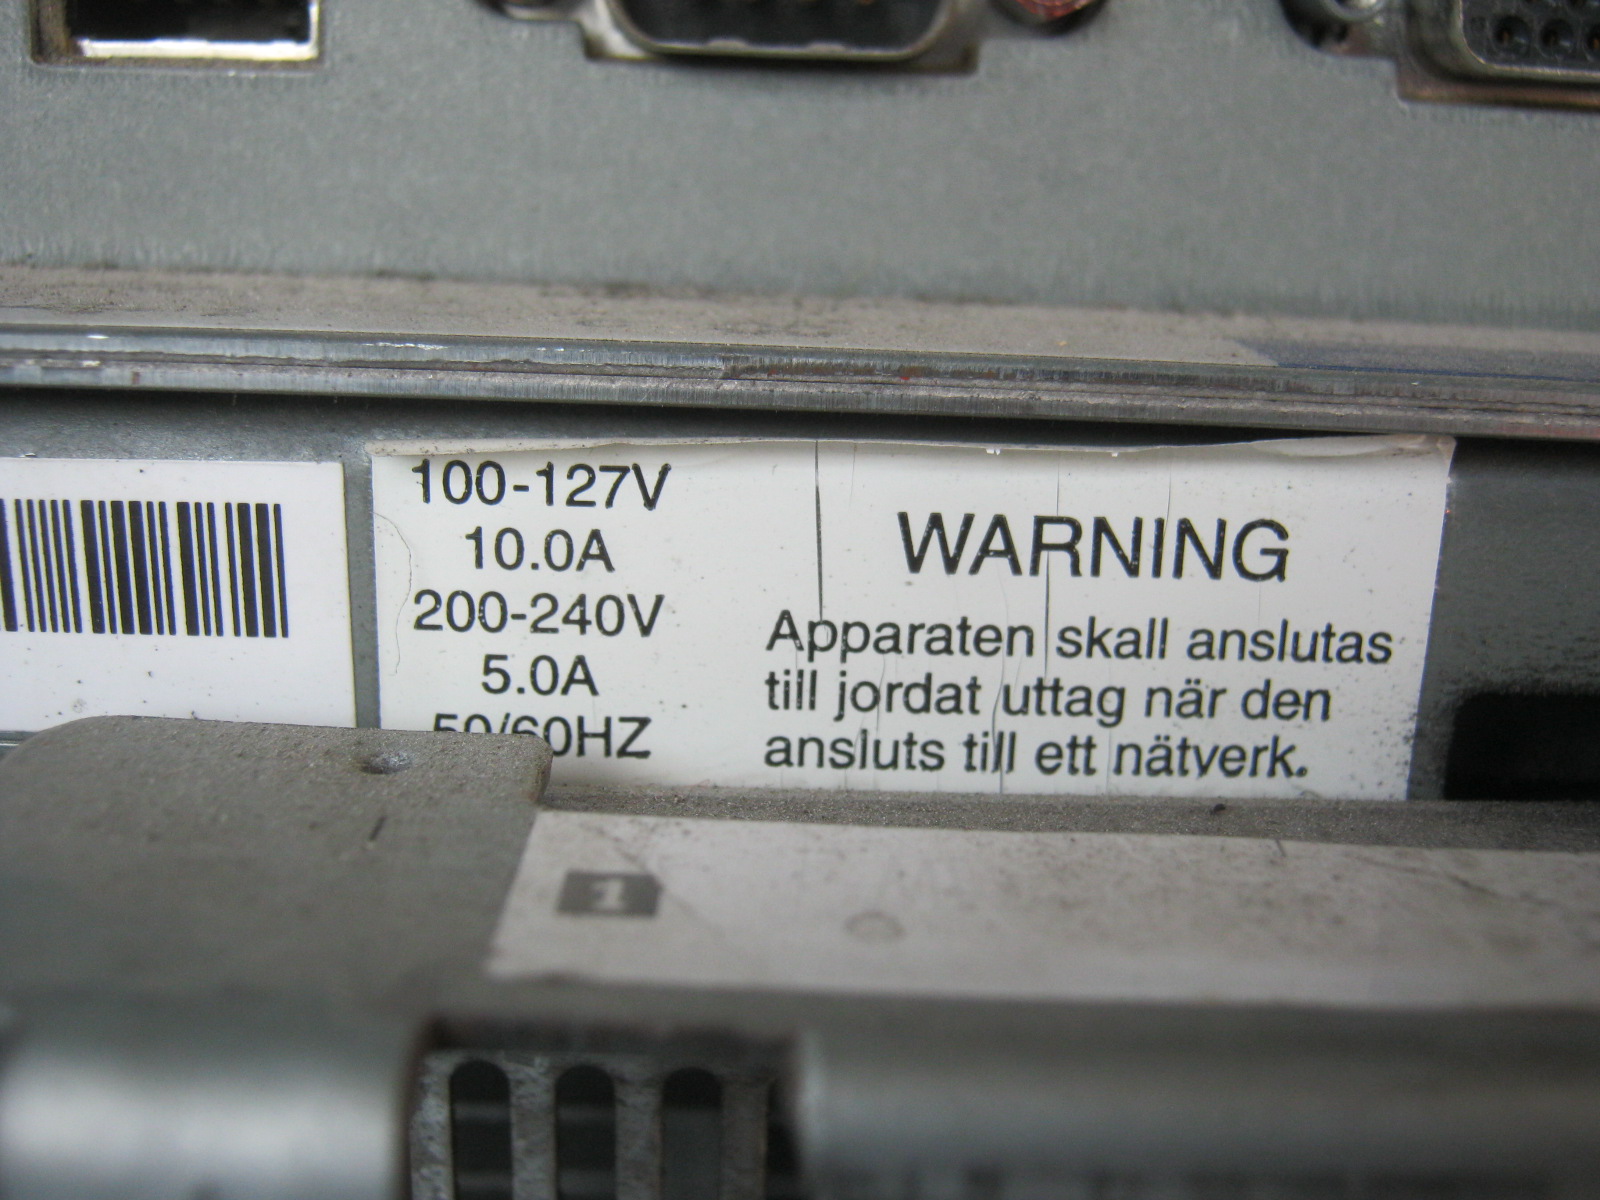 100-127V
10.0A
200-240V
5.0A
50/60HZ
WARNING
Apparaten skall anslutas
till jordat uttag när den
ansluts till ett nätverk.
1